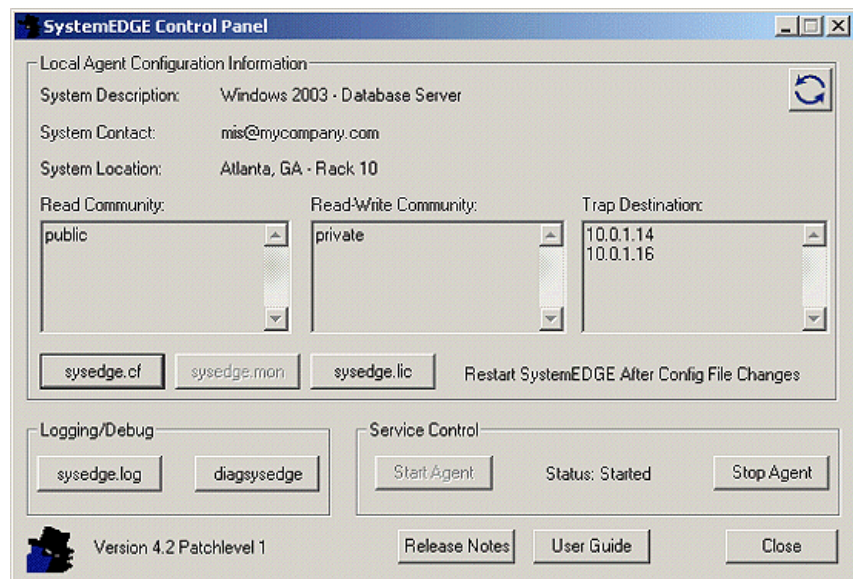 SystemEDGE Control Panel
Local Agent Configuration Information
System Description: Windows 2003 - Database Server
System Contact: mis@mycompany.com
System Location: Atlanta, GA - Rack 10
Read Community: Read-Write Community: Trap Destination:
public private 10.0.1.14
10.0.1.16
sysedge.cf sysedge.mon sysedge.lic Restart SystemEDGE After Config File Changes
Logging/Debug Service Control
sysedge.log diagsysedge Start Agent Status: Started Stop Agent
Version 4.2 Patchlevel 1 Release Notes User Guide Close